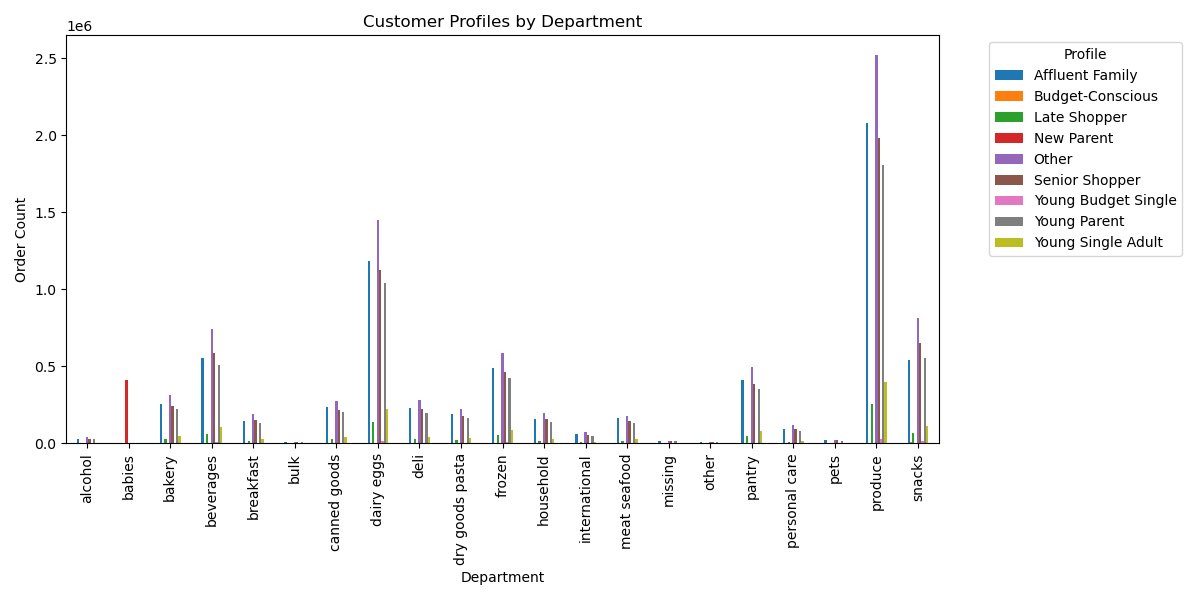 Customer Profiles by Department
1e6
2.5
2.0
1.5
1.0
0.5
0.0
Order Count
alcohol
babies
bakery
beverages
breakfast
bulk
canned goods
dairy eggs
deli
dry goods pasta
frozen
household
international
meat seafood
missing
other
pantry
personal care
pets
produce
snacks
Department
Profile
Affluent Family
Budget-Conscious
Late Shopper
New Parent
Other
Senior Shopper
Young Budget Single
Young Parent
Young Single Adult